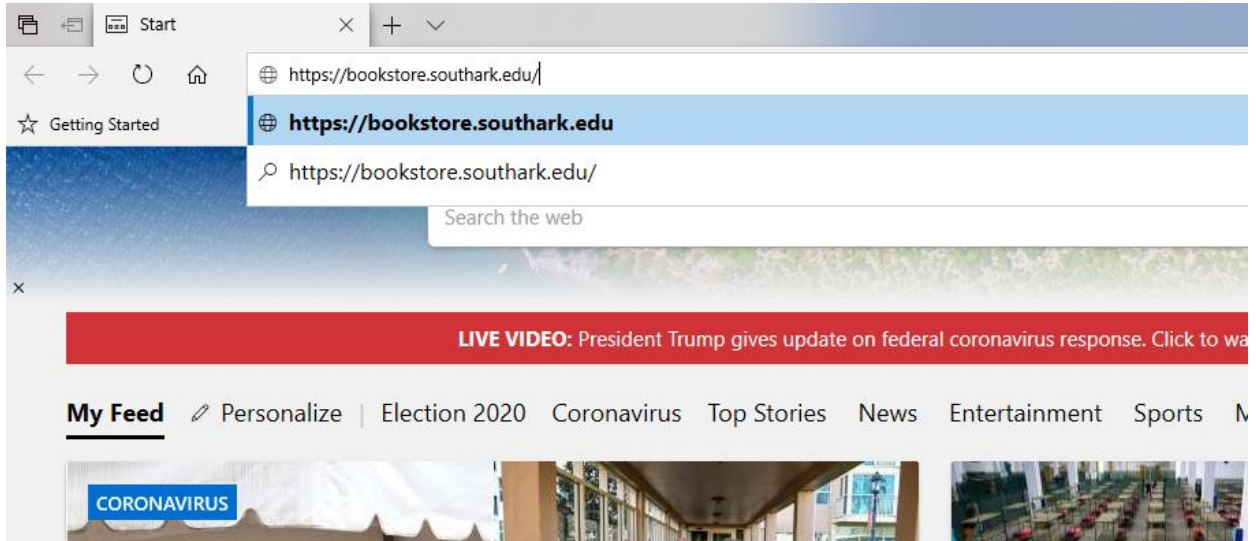 Start
https://bookstore.southark.edu/
Getting Started
https://bookstore.southark.edu
https://bookstore.southark.edu/
Search the web
LIVE VIDEO: President Trump gives update on federal coronavirus response. Click to wa
My Feed Personalize | Election 2020 Coronavirus Top Stories News Entertainment Sports M
CORONAVIRUS